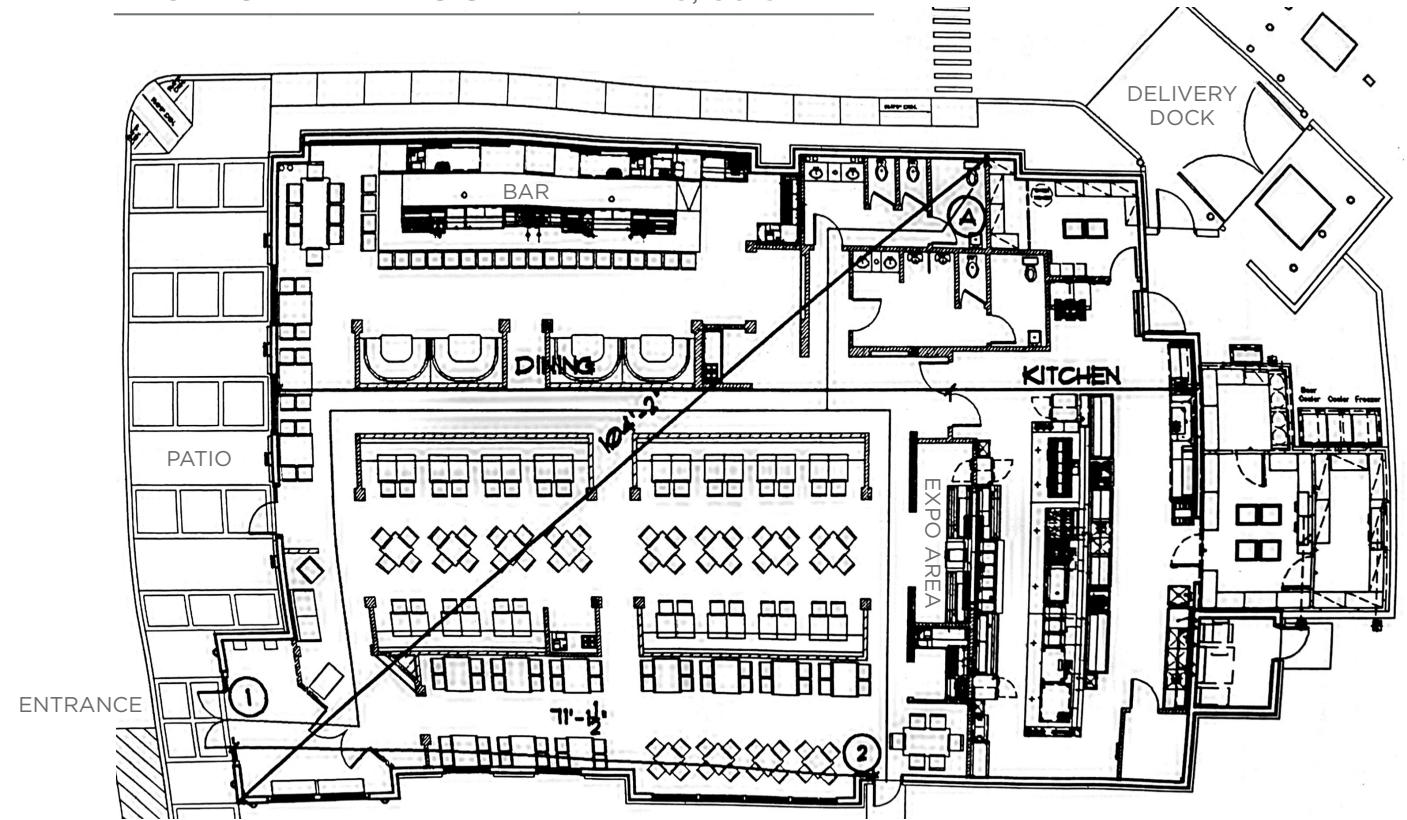 DELIVERY
DOCK
BAR
A
DINING
KITCHEN
104'-2"
Beer
Cooler Cooler Freezer
PATIO
EXPO AREA
ENTRANCE
1
71'-1½"
2